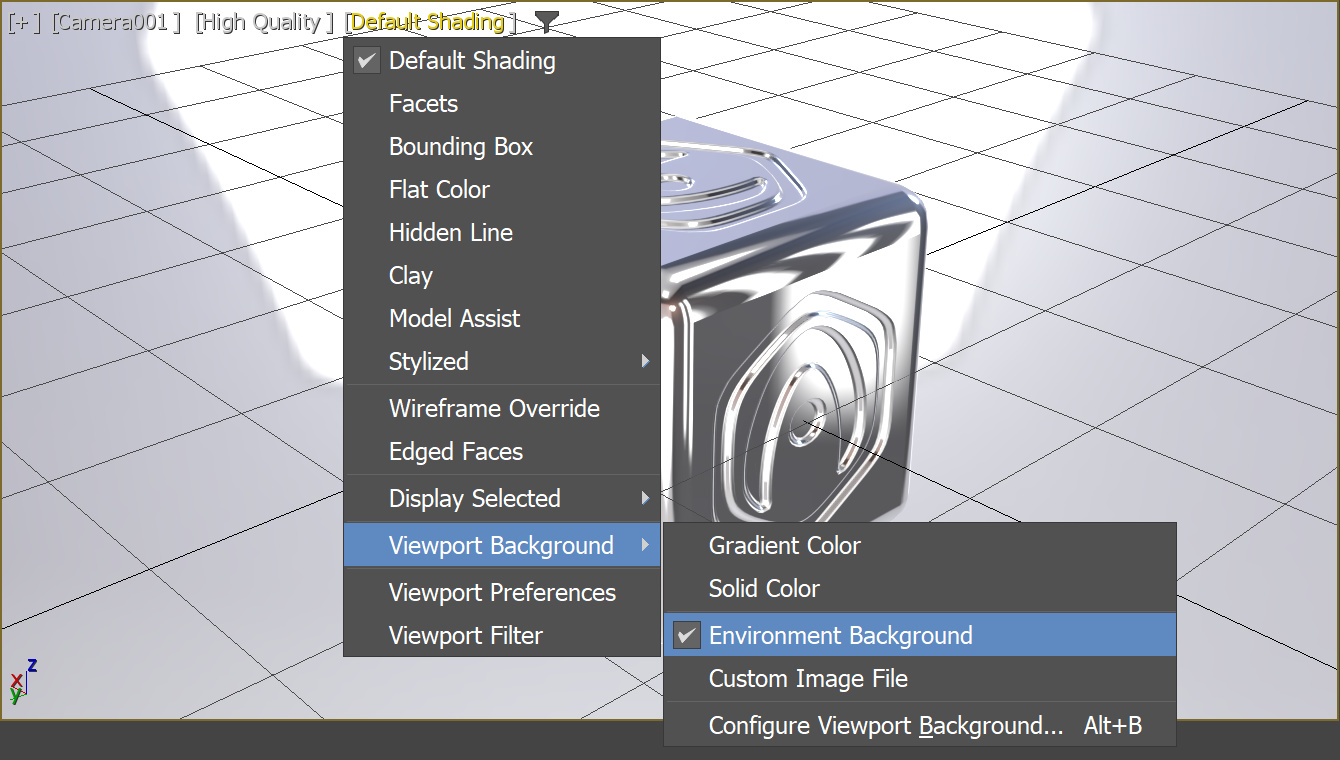 [+] [Camera001] [High Quality] [Default Shading]
Default Shading
Facets
Bounding Box
Flat Color
Hidden Line
Clay
Model Assist
Stylized
Wireframe Override
Edged Faces
Display Selected
Viewport Background
Viewport Preferences
Viewport Filter
Gradient Color
Solid Color
Environment Background
Custom Image File
Configure Viewport Background... Alt+B
z
x
y